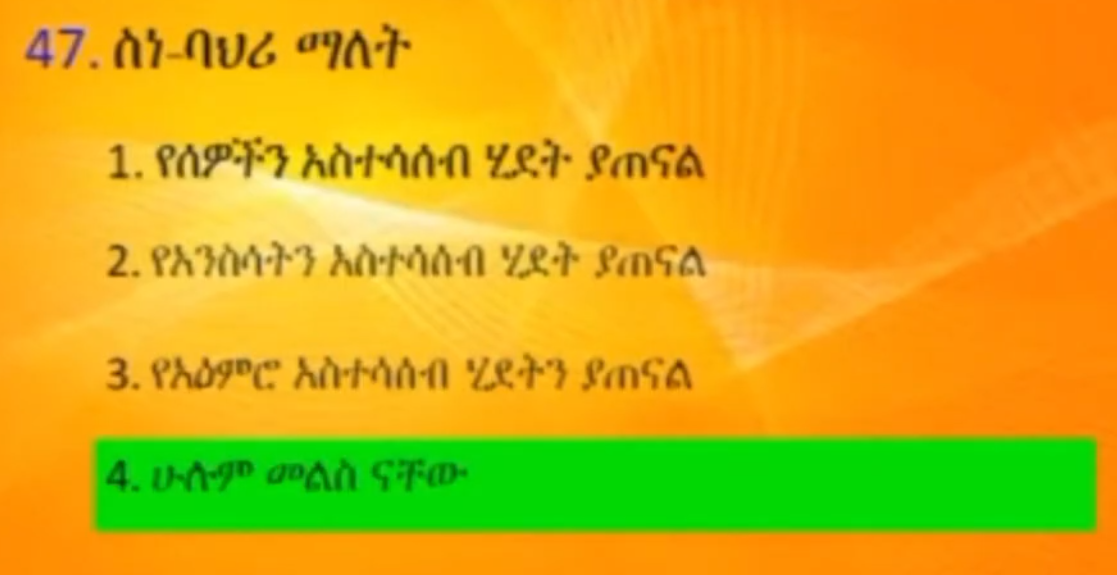 47. ስነ-ባህሪ ማለት
1. የሰዎችን አስተሳሰብ ሂደት ያጠናል
2. የእንስሳትን አስተሳሰብ ሂደት ያጠናል
3. የአዕምሮ አስተሳሰብ ሂደትን ያጠናል
4. ሁሉም መልስ ናቸው